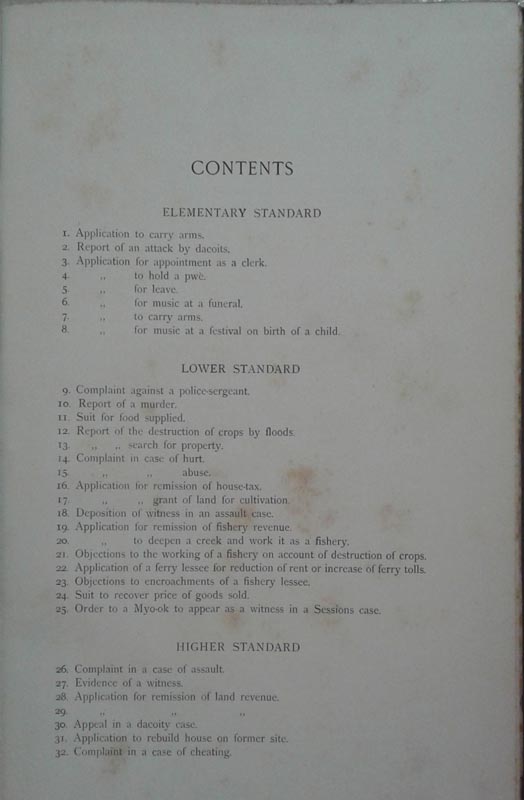 CONTENTS
ELEMENTARY STANDARD
1. Application to carry arms.
2. Report of an attack by dacoits.
3. Application for appointment as a clerk.
4. ,, to hold a pwè.
5. ,, for leave.
6. ,, for music at a funeral.
7. ,, to carry arms.
8. ,, for music at a festival on birth of a child.
LOWER STANDARD
9. Complaint against a police-sergeant.
10. Report of a murder.
11. Suit for food supplied.
12. Report of the destruction of crops by floods.
13. ,, ,, search for property.
14. Complaint in case of hurt.
15. ,, ,, abuse.
16. Application for remission of house-tax.
17. ,, ,, grant of land for cultivation.
18. Deposition of witness in an assault case.
19. Application for remission of fishery revenue.
20. ,, to deepen a creek and work it as a fishery.
21. Objections to the working of a fishery on account of destruction of crops.
22. Application of a ferry lessee for reduction of rent or increase of ferry tolls.
23. Objections to encroachments of a fishery lessee.
24. Suit to recover price of goods sold.
25. Order to a Myo-ok to appear as a witness in a Sessions case.
HIGHER STANDARD
26. Complaint in a case of assault.
27. Evidence of a witness.
28. Application for remission of land revenue.
29. ,, ,, ,,
30. Appeal in a dacoity case.
31. Application to rebuild house on former site.
32. Complaint in a case of cheating.